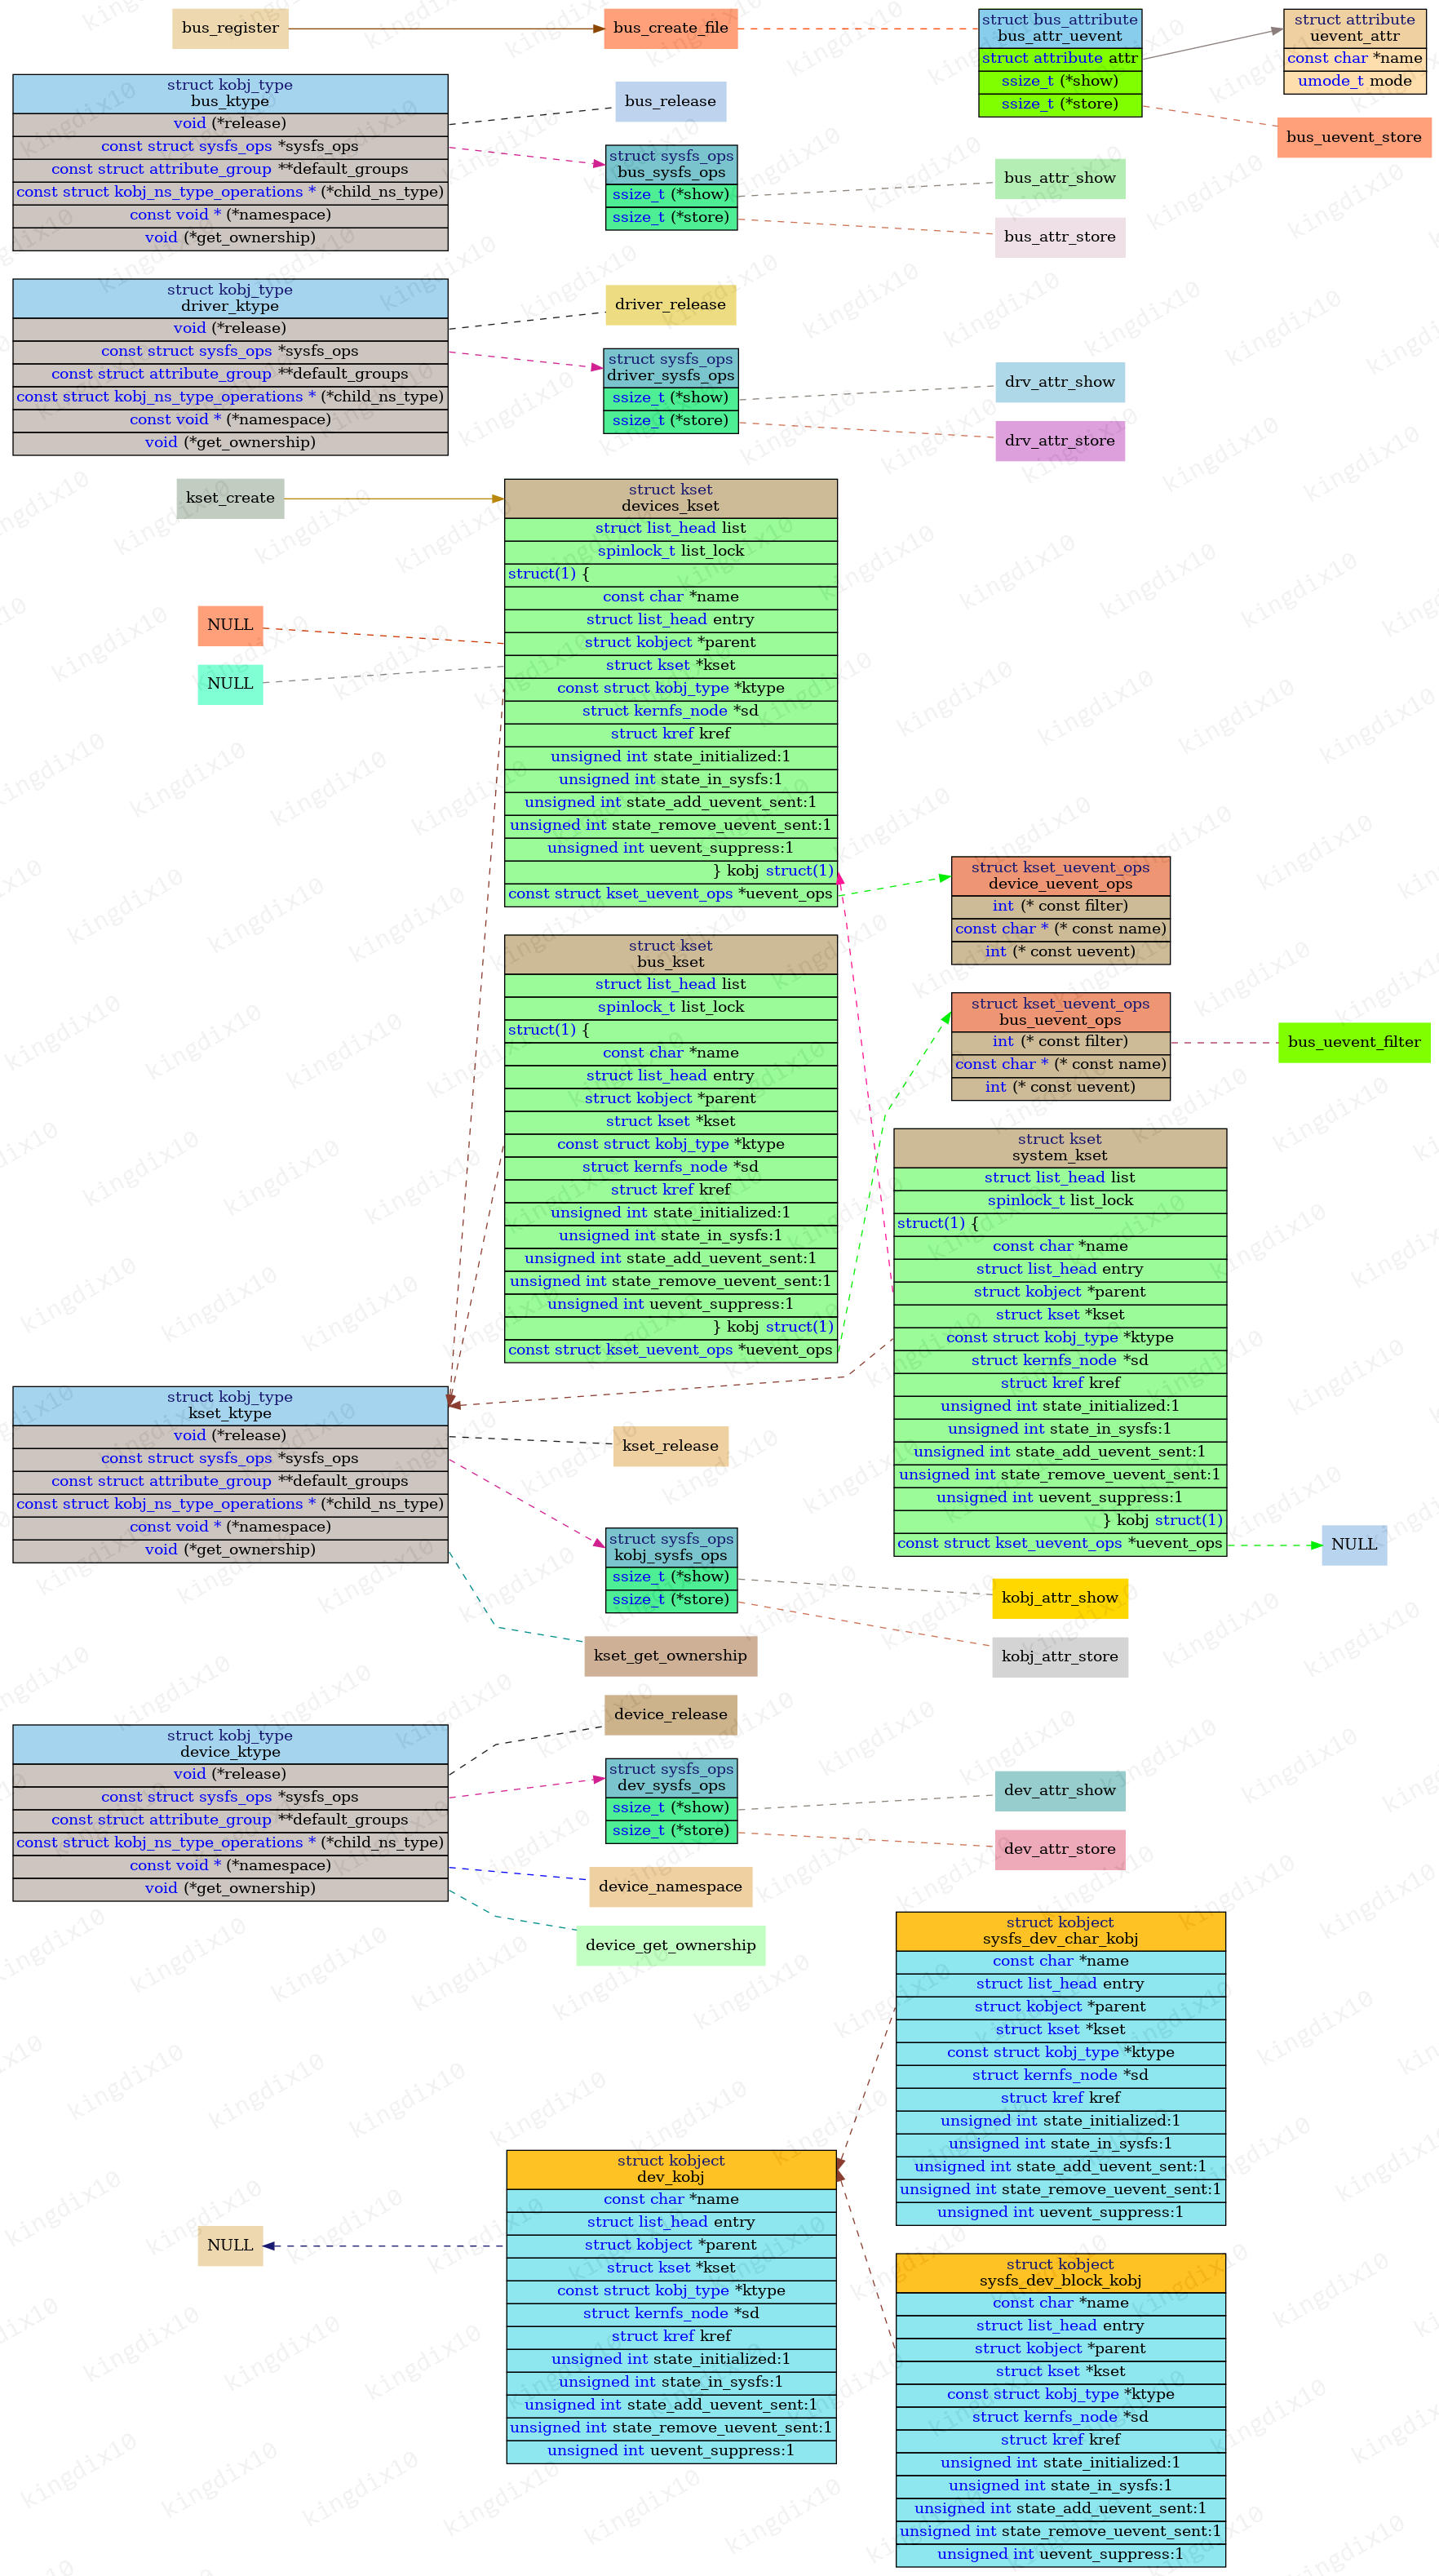 bus_register
bus_create_file
struct bus_attribute
bus_attr_uevent
struct attribute attr
ssize_t (*show)
ssize_t (*store)
struct attribute
uevent_attr
const char *name
umode_t mode
bus_uevent_store
struct kobj_type
bus_ktype
void (*release)
const struct sysfs_ops *sysfs_ops
const struct attribute_group **default_groups
const struct kobj_ns_type_operations * (*child_ns_type)
const void * (*namespace)
void (*get_ownership)
bus_release
struct sysfs_ops
bus_sysfs_ops
ssize_t (*show)
ssize_t (*store)
bus_attr_show
bus_attr_store
struct kobj_type
driver_ktype
void (*release)
const struct sysfs_ops *sysfs_ops
const struct attribute_group **default_groups
const struct kobj_ns_type_operations * (*child_ns_type)
const void * (*namespace)
void (*get_ownership)
driver_release
struct sysfs_ops
driver_sysfs_ops
ssize_t (*show)
ssize_t (*store)
drv_attr_show
drv_attr_store
kset_create
NULL
NULL
struct kset
devices_kset
struct list_head list
spinlock_t list_lock
struct(1) {
const char *name
struct list_head entry
struct kobject *parent
struct kset *kset
const struct kobj_type *ktype
struct kernfs_node *sd
struct kref kref
unsigned int state_initialized:1
unsigned int state_in_sysfs:1
unsigned int state_add_uevent_sent:1
unsigned int state_remove_uevent_sent:1
unsigned int uevent_suppress:1
} kobj struct(1)
const struct kset_uevent_ops *uevent_ops
struct kset_uevent_ops
device_uevent_ops
int (* const filter)
const char * (* const name)
int (* const uevent)
struct kset
bus_kset
struct list_head list
spinlock_t list_lock
struct(1) {
const char *name
struct list_head entry
struct kobject *parent
struct kset *kset
const struct kobj_type *ktype
struct kernfs_node *sd
struct kref kref
unsigned int state_initialized:1
unsigned int state_in_sysfs:1
unsigned int state_add_uevent_sent:1
unsigned int state_remove_uevent_sent:1
unsigned int uevent_suppress:1
} kobj struct(1)
const struct kset_uevent_ops *uevent_ops
struct kset_uevent_ops
bus_uevent_ops
int (* const filter)
const char * (* const name)
int (* const uevent)
bus_uevent_filter
struct kset
system_kset
struct list_head list
spinlock_t list_lock
struct(1) {
const char *name
struct list_head entry
struct kobject *parent
struct kset *kset
const struct kobj_type *ktype
struct kernfs_node *sd
struct kref kref
unsigned int state_initialized:1
unsigned int state_in_sysfs:1
unsigned int state_add_uevent_sent:1
unsigned int state_remove_uevent_sent:1
unsigned int uevent_suppress:1
} kobj struct(1)
const struct kset_uevent_ops *uevent_ops
NULL
struct kobj_type
kset_ktype
void (*release)
const struct sysfs_ops *sysfs_ops
const struct attribute_group **default_groups
const struct kobj_ns_type_operations * (*child_ns_type)
const void * (*namespace)
void (*get_ownership)
kset_release
struct sysfs_ops
kobj_sysfs_ops
ssize_t (*show)
ssize_t (*store)
kobj_attr_show
kobj_attr_store
kset_get_ownership
struct kobj_type
device_ktype
void (*release)
const struct sysfs_ops *sysfs_ops
const struct attribute_group **default_groups
const struct kobj_ns_type_operations * (*child_ns_type)
const void * (*namespace)
void (*get_ownership)
device_release
struct sysfs_ops
dev_sysfs_ops
ssize_t (*show)
ssize_t (*store)
dev_attr_show
dev_attr_store
device_namespace
device_get_ownership
struct kobject
sysfs_dev_char_kobj
const char *name
struct list_head entry
struct kobject *parent
struct kset *kset
const struct kobj_type *ktype
struct kernfs_node *sd
struct kref kref
unsigned int state_initialized:1
unsigned int state_in_sysfs:1
unsigned int state_add_uevent_sent:1
unsigned int state_remove_uevent_sent:1
unsigned int uevent_suppress:1
NULL
struct kobject
dev_kobj
const char *name
struct list_head entry
struct kobject *parent
struct kset *kset
const struct kobj_type *ktype
struct kernfs_node *sd
struct kref kref
unsigned int state_initialized:1
unsigned int state_in_sysfs:1
unsigned int state_add_uevent_sent:1
unsigned int state_remove_uevent_sent:1
unsigned int uevent_suppress:1
struct kobject
sysfs_dev_block_kobj
const char *name
struct list_head entry
struct kobject *parent
struct kset *kset
const struct kobj_type *ktype
struct kernfs_node *sd
struct kref kref
unsigned int state_initialized:1
unsigned int state_in_sysfs:1
unsigned int state_add_uevent_sent:1
unsigned int state_remove_uevent_sent:1
unsigned int uevent_suppress:1
kingdix10